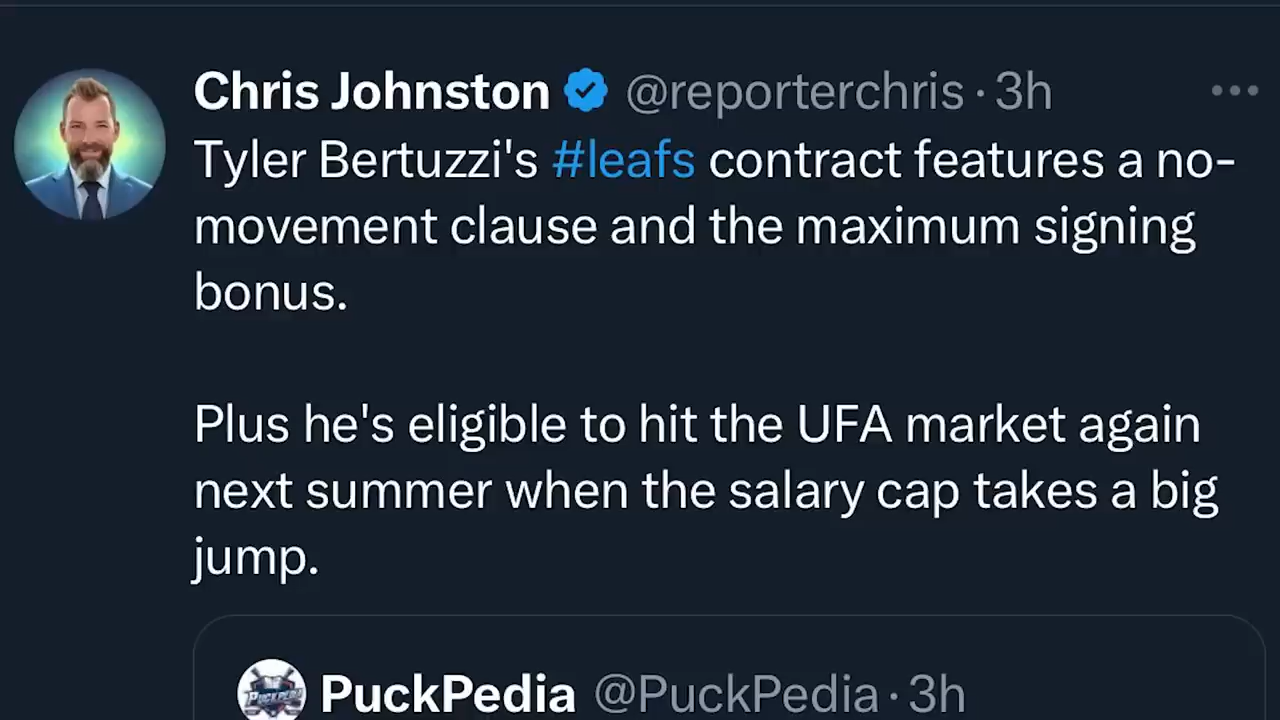 Chris Johnston @reporterchris · 3h
Tyler Bertuzzi's #leafs contract features a no-
movement clause and the maximum signing
bonus.
Plus he's eligible to hit the UFA market again
next summer when the salary cap takes a big
jump.
PUCKPEDIA
PuckPedia @PuckPedia · 3h